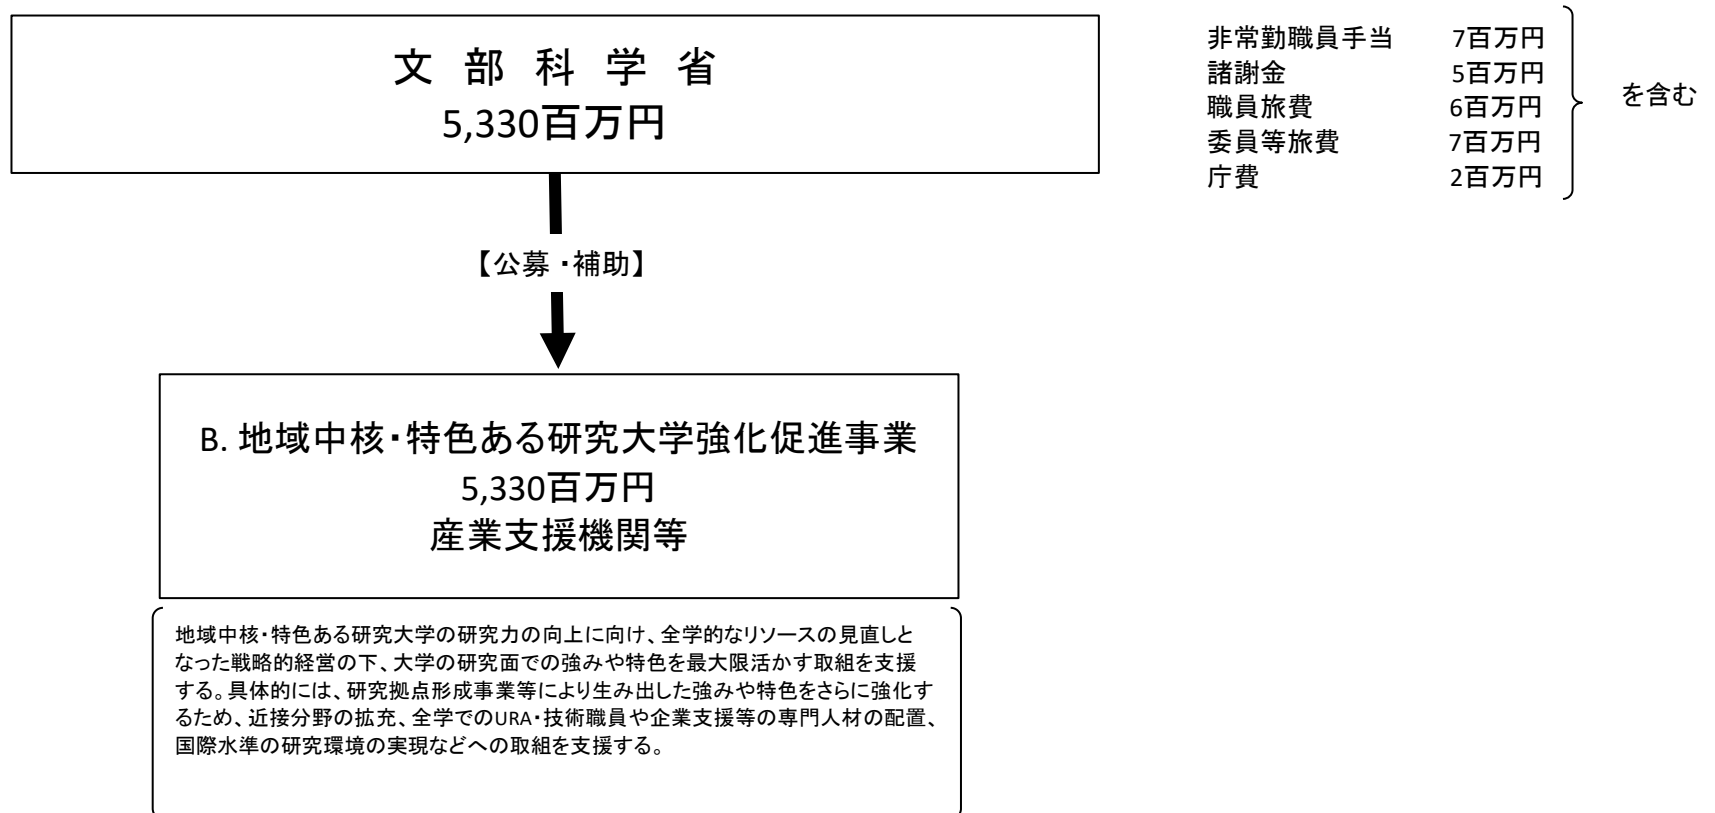 文部科学省
5,330百万円
非常勤職員手当 7百万円
諸謝金 5百万円
職員旅費 6百万円
委員等旅費 7百万円
庁費 2百万円
を含む
【公募・補助】
B. 地域中核・特色ある研究大学強化促進事業
5,330百万円
産業支援機関等
地域中核・特色ある研究大学の研究力の向上に向け、全学的なリソースの見直しと
なった戦略的経営の下、大学の研究面での強みや特色を最大限活かす取組を支援
する。具体的には、研究拠点形成事業等により生み出した強みや特色をさらに強化す
るため、近接分野の拡充、全学でのURA・技術職員や企業支援等の専門人材の配置、
国際水準の研究環境の実現などへの取組を支援する。